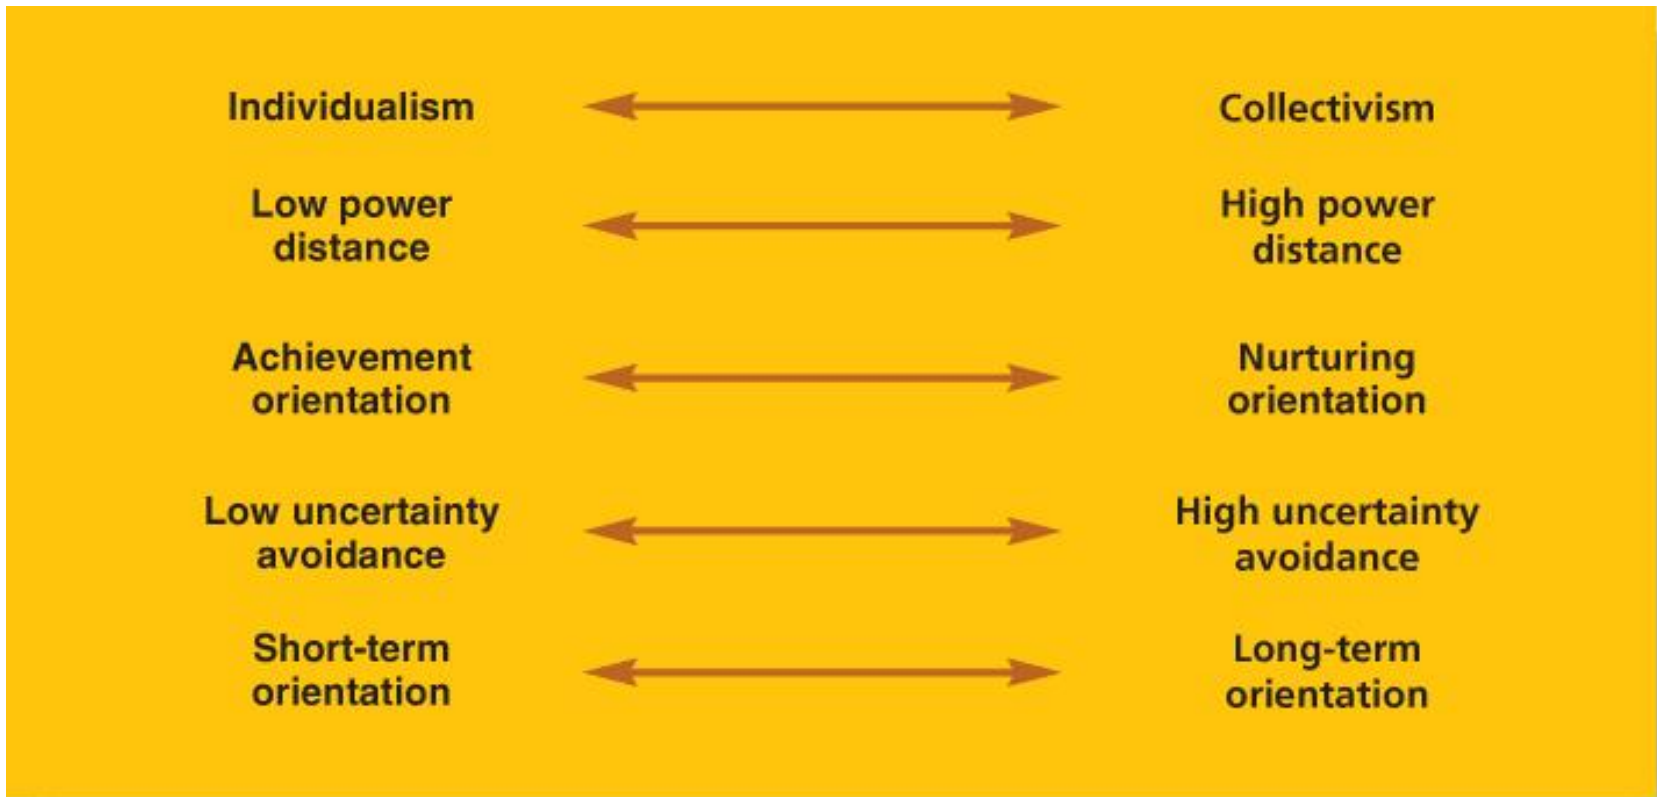 Individualism
Collectivism
Low power
distance
High power
distance
Achievement
orientation
Nurturing
orientation
Low uncertainty
avoidance
High uncertainty
avoidance
Short-term
orientation
Long-term
orientation